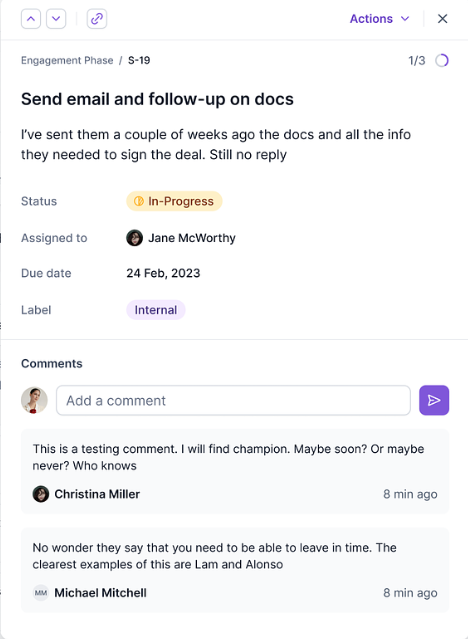 Actions
Engagement Phase / S-19
1/3
Send email and follow-up on docs
I've sent them a couple of weeks ago the docs and all the info
they needed to sign the deal. Still no reply
Status
In-Progress
Assigned to
Jane McWorthy
Due date
24 Feb, 2023
Label
Internal
Comments
Add a comment
This is a testing comment. I will find champion. Maybe soon? Or maybe
never? Who knows
Christina Miller
8 min ago
No wonder they say that you need to be able to leave in time. The
clearest examples of this are Lam and Alonso
MM
Michael Mitchell
8 min ago